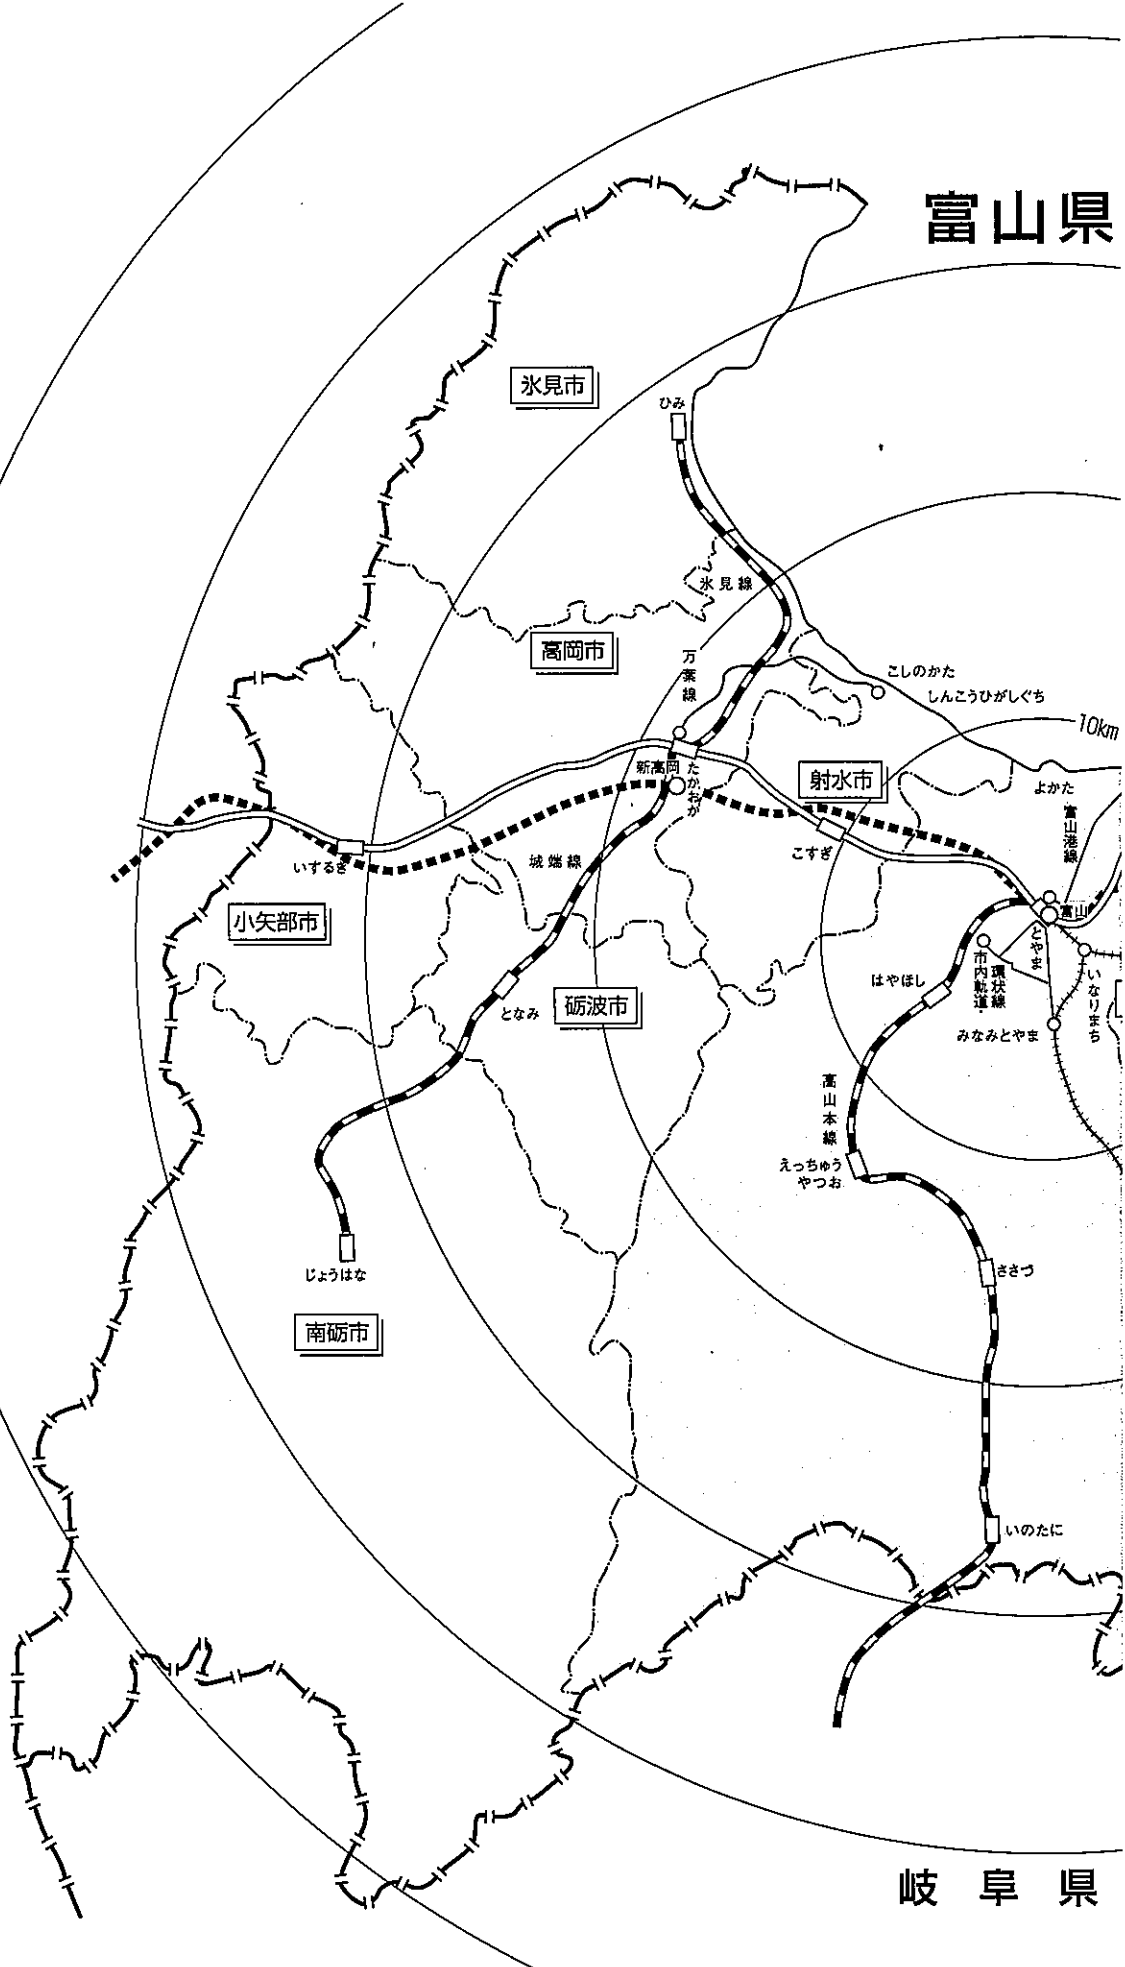 富山県
氷見市
ひみ
氷見線
高岡市
万葉線
こしのかた
しんこうひがしぐち
10km
新高岡
たかおか
射水市
よかた
富山港線
いするぎ
城端線
こすぎ
小矢部市
富山
とやま
はやほし
市内軌道
環状線
いなりまち
となみ
砺波市
みなみとやま
高山本線
えっちゅう
やつお
ささづ
じょうはな
南砺市
いのたに
岐阜県